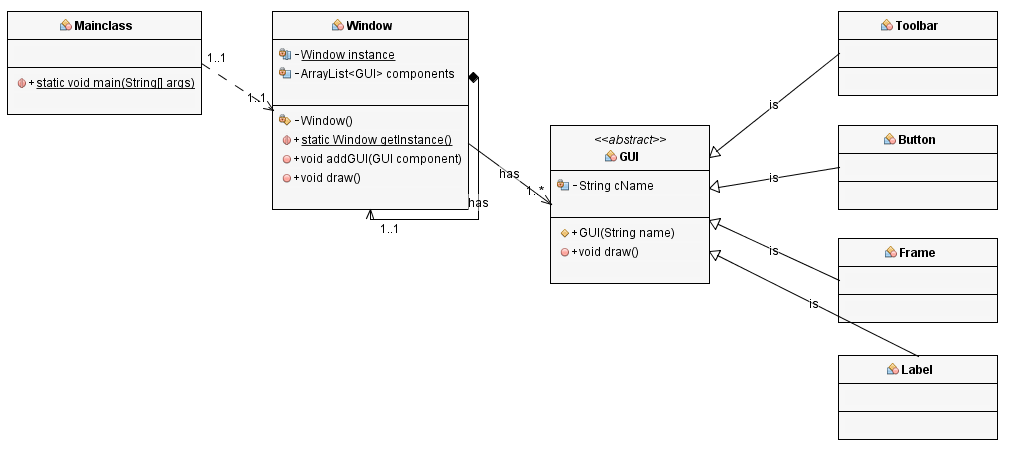 Mainclass
+ static void main(String[] args)
1..1
1..1
Window
- Window instance
- ArrayList<GUI> components
- Window()
+ static Window getInstance()
+ void addGUI(GUI component)
+ void draw()
has
1..1
has
1..*
<<abstract>>
GUI
- String cName
+ GUI(String name)
+ void draw()
is
is
is
is
Toolbar
Button
Frame
Label